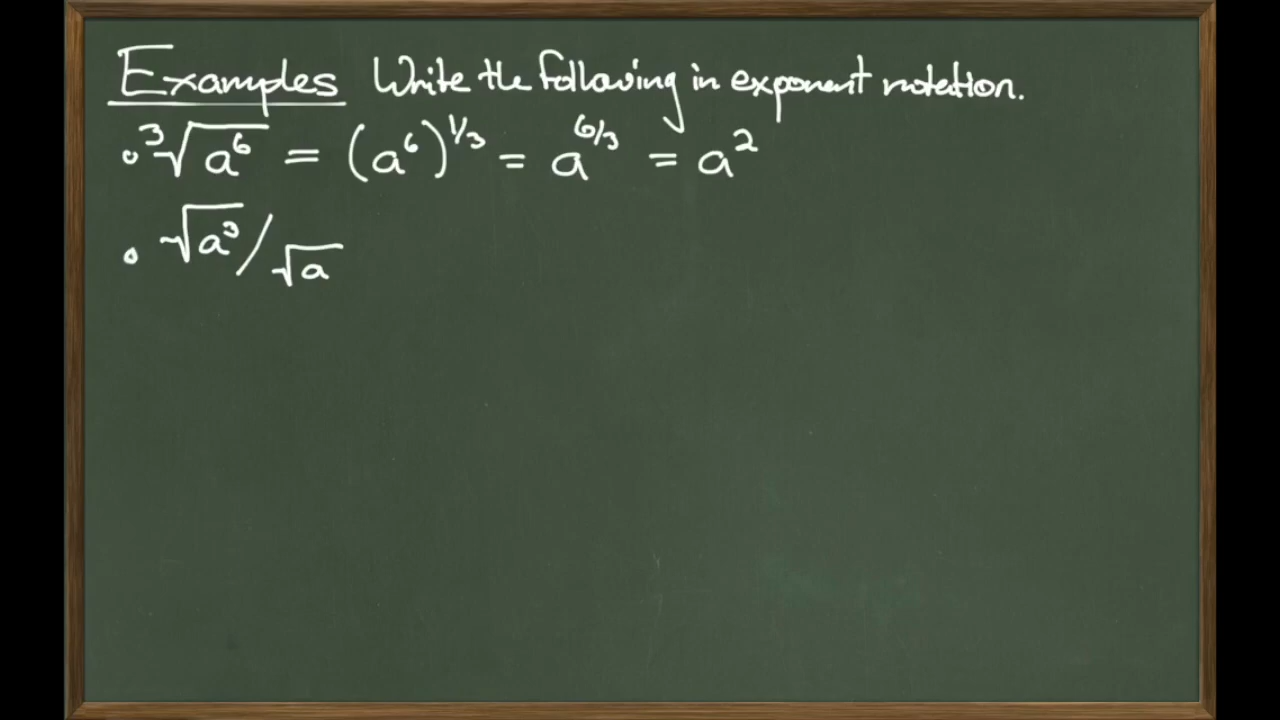 Examples Write the following in exponent notation.
• ³√a⁶ = (a⁶)^1/3 = a^6/3 = a²
• √a³/√a